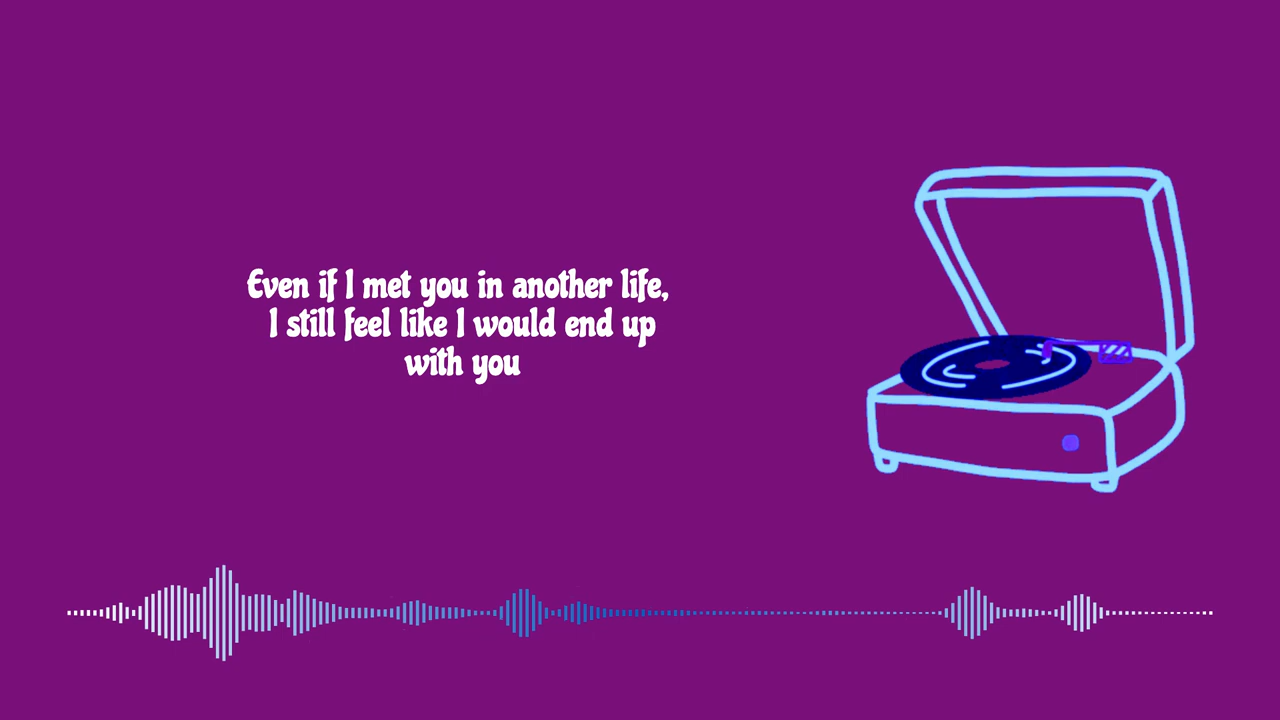 Even if I met you in another life,
I still feel like I would end up
with you